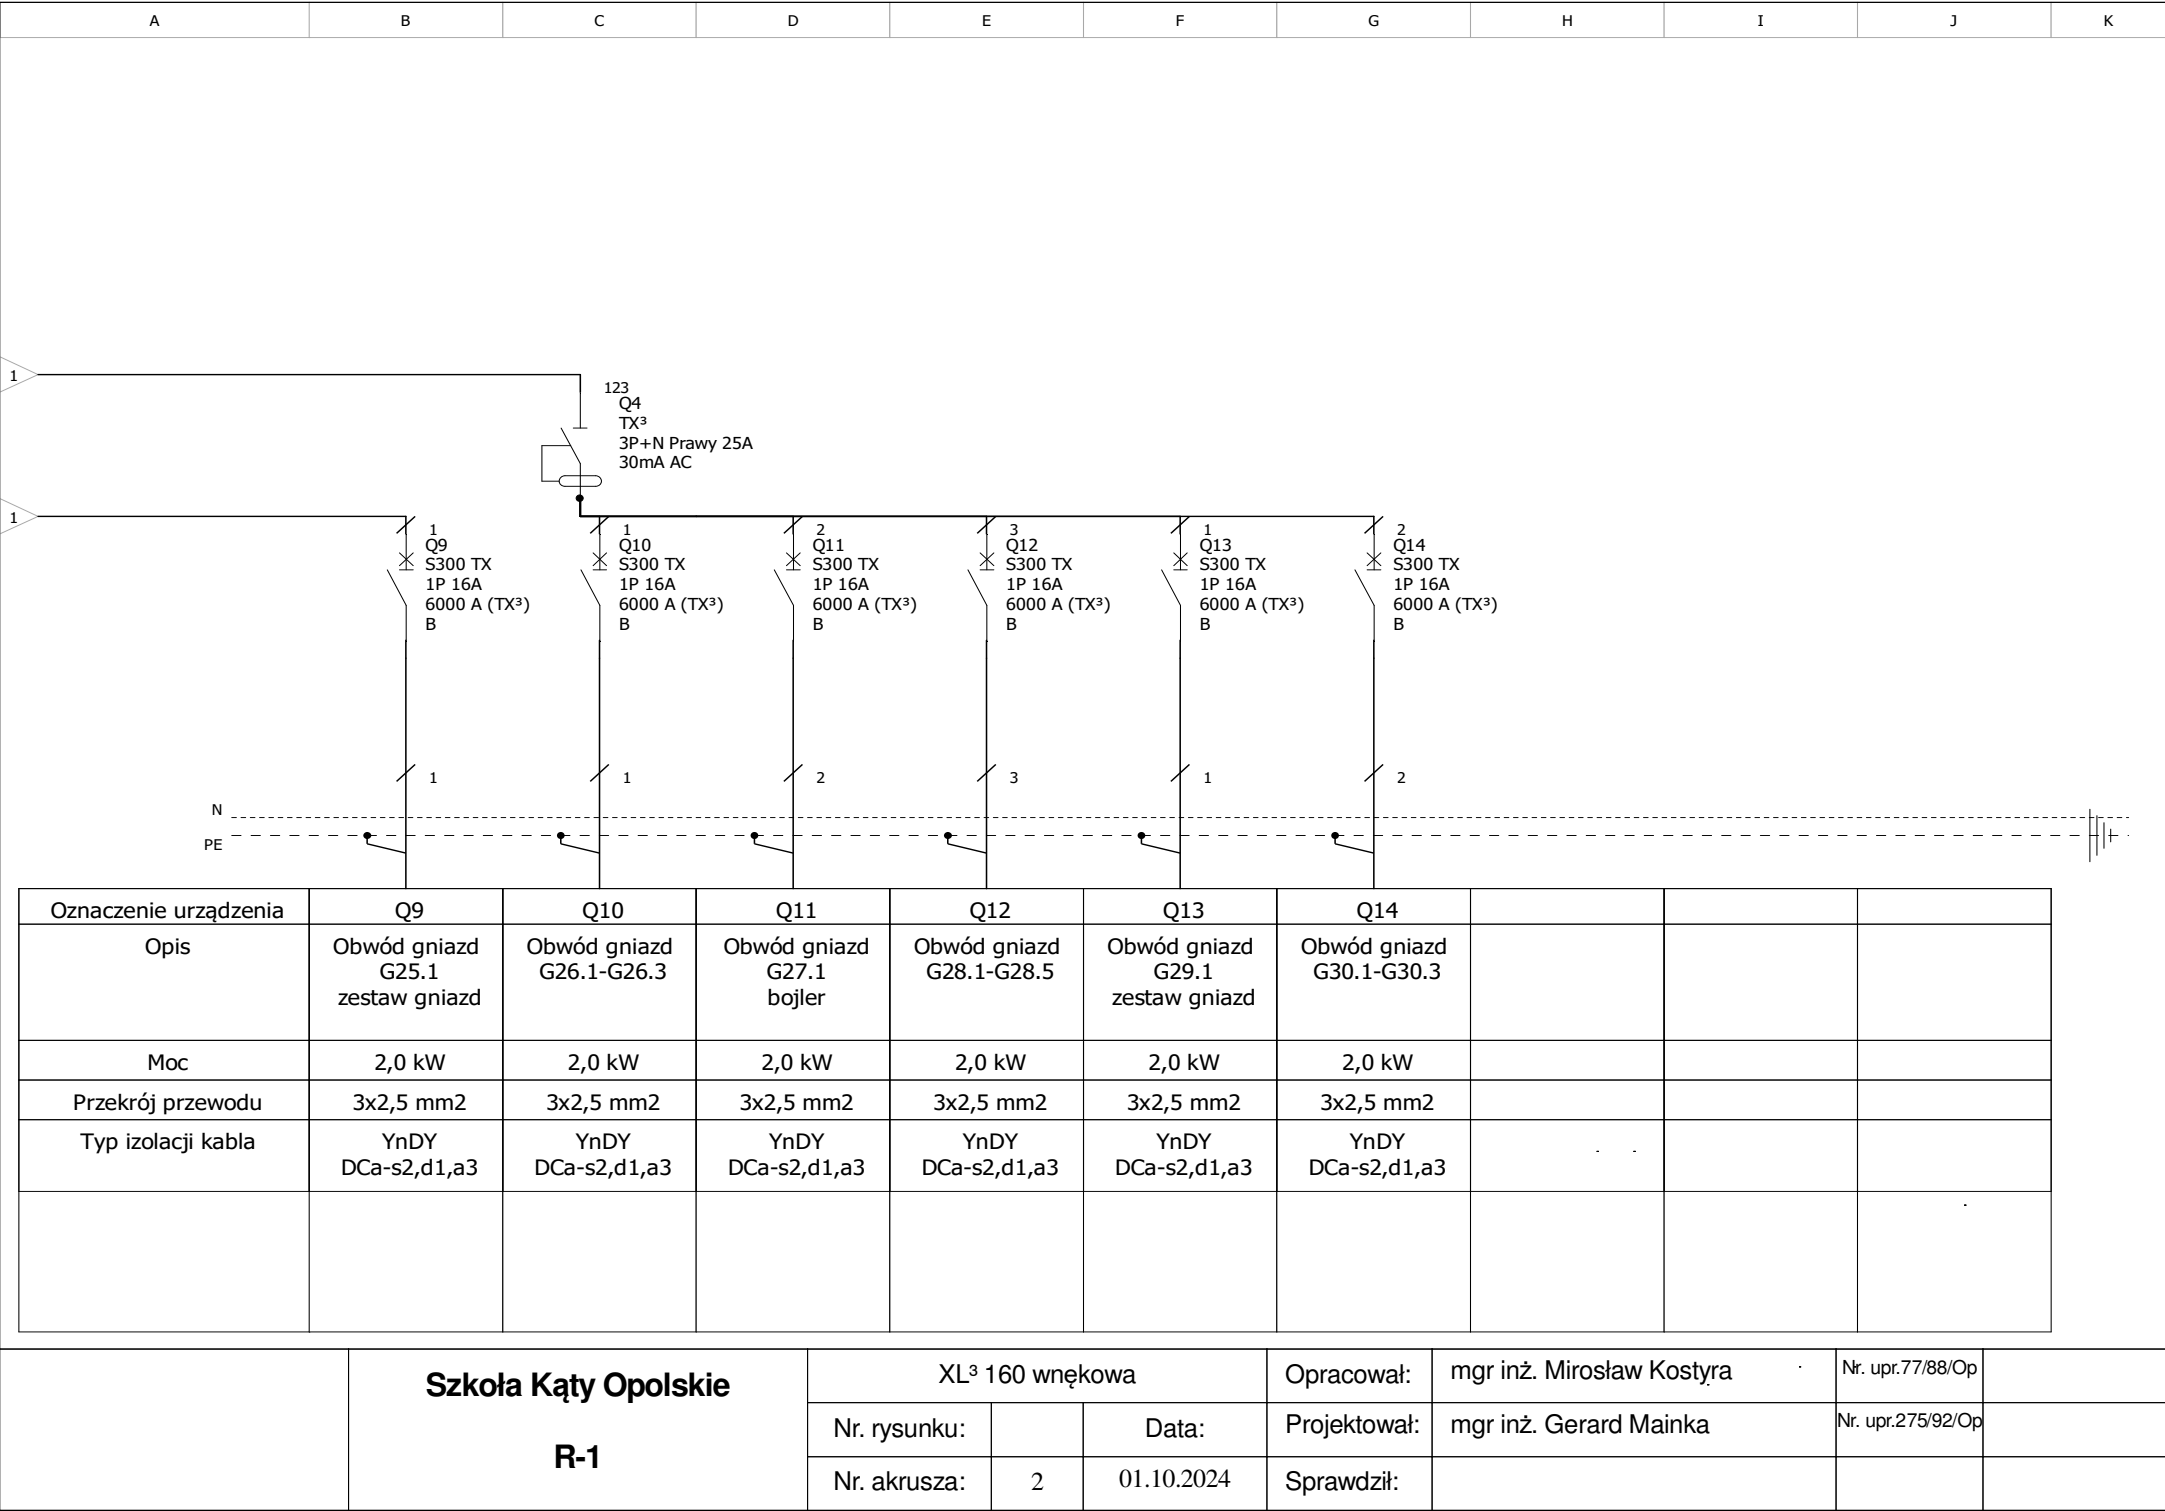 A B C D E F G H I J K
1
123
Q4
TX³
3P+N Prawy 25A
30mA AC
1
1 1 2 3 1 2
Q9 Q10 Q11 Q12 Q13 Q14
S300 TX S300 TX S300 TX S300 TX S300 TX S300 TX
1P 16A 1P 16A 1P 16A 1P 16A 1P 16A 1P 16A
6000 A (TX³) 6000 A (TX³) 6000 A (TX³) 6000 A (TX³) 6000 A (TX³) 6000 A (TX³)
B B B B B B
1 1 2 3 1 2
N
PE
Oznaczenie urządzenia Q9 Q10 Q11 Q12 Q13 Q14
Opis Obwód gniazd Obwód gniazd Obwód gniazd Obwód gniazd Obwód gniazd Obwód gniazd
G25.1 G26.1-G26.3 G27.1 G28.1-G28.5 G29.1 G30.1-G30.3
zestaw gniazd bojler zestaw gniazd
Moc 2,0 kW 2,0 kW 2,0 kW 2,0 kW 2,0 kW 2,0 kW
Przekrój przewodu 3x2,5 mm2 3x2,5 mm2 3x2,5 mm2 3x2,5 mm2 3x2,5 mm2 3x2,5 mm2
Typ izolacji kabla YnDY YnDY YnDY YnDY YnDY YnDY
DCa-s2,d1,a3 DCa-s2,d1,a3 DCa-s2,d1,a3 DCa-s2,d1,a3 DCa-s2,d1,a3 DCa-s2,d1,a3
Szkoła Kąty Opolskie
R-1
XL³ 160 wnękowa
Nr. rysunku: Data:
Nr. akrusza: 2 01.10.2024
Opracował: mgr inż. Mirosław Kostyra Nr. upr.77/88/Op
Projektował: mgr inż. Gerard Mainka Nr. upr.275/92/Op
Sprawdził: